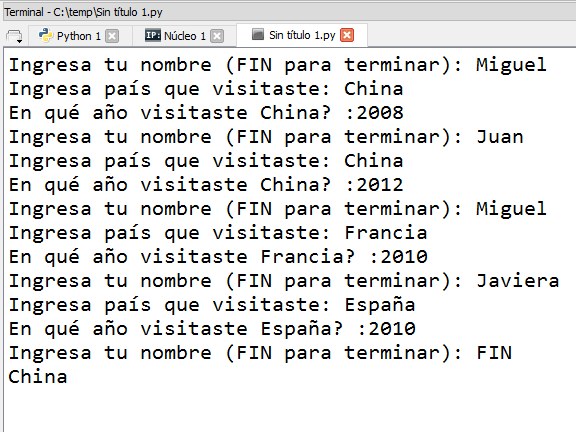 Terminal - C:\temp\Sin título 1.py
Python 1 IP: Núcleo 1 Sin título 1.py
Ingresa tu nombre (FIN para terminar): Miguel
Ingresa país que visitaste: China
En qué año visitaste China? :2008
Ingresa tu nombre (FIN para terminar): Juan
Ingresa país que visitaste: China
En qué año visitaste China? :2012
Ingresa tu nombre (FIN para terminar): Miguel
Ingresa país que visitaste: Francia
En qué año visitaste Francia? :2010
Ingresa tu nombre (FIN para terminar): Javiera
Ingresa país que visitaste: España
En qué año visitaste España? :2010
Ingresa tu nombre (FIN para terminar): FIN
China